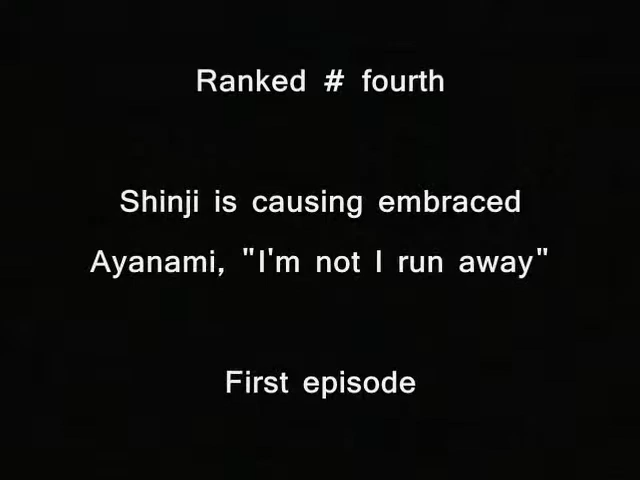 Ranked # fourth
Shinji is causing embraced
Ayanami, "I'm not I run away"
First episode